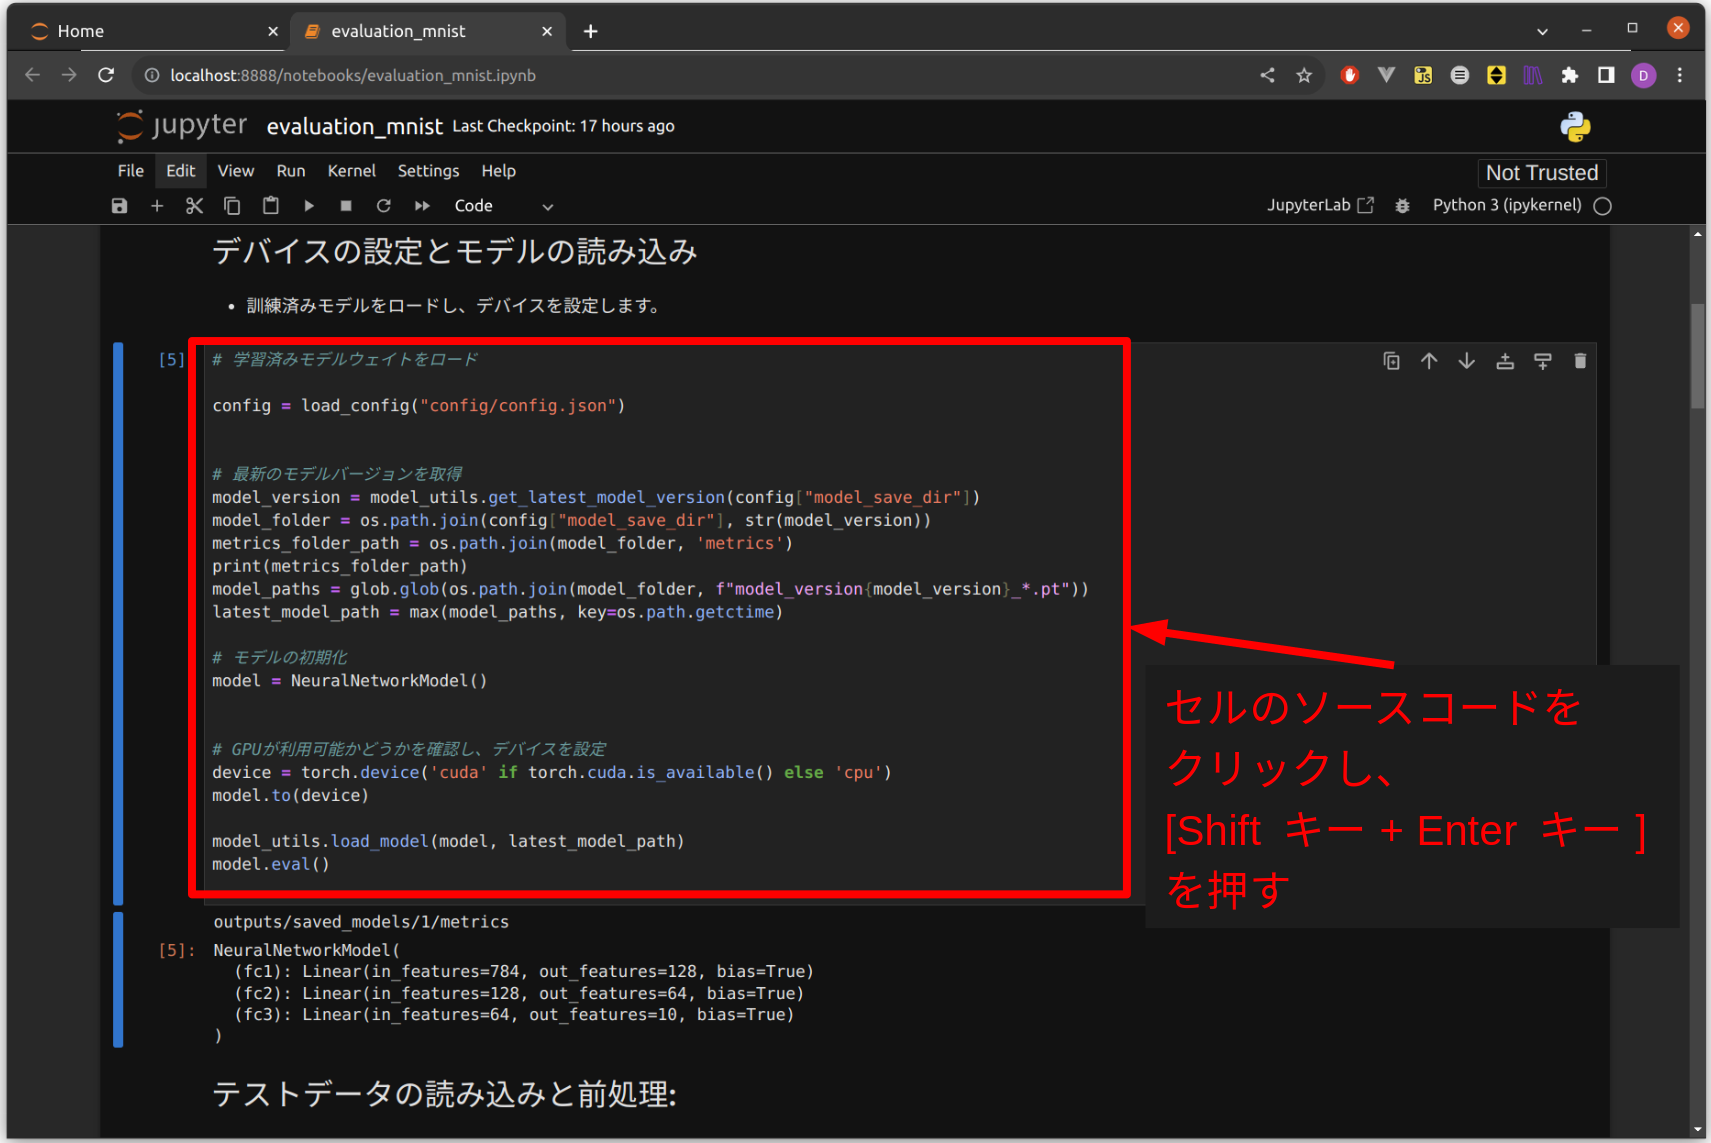 Home
evaluation_mnist
localhost:8888/notebooks/evaluation_mnist.ipynb
JS
D
jupyter evaluation_mnist Last Checkpoint: 17 hours ago
File Edit View Run Kernel Settings Help
Not Trusted
Code
JupyterLab
Python 3 (ipykernel)
デバイスの設定とモデルの読み込み
• 訓練済みモデルをロードし、デバイスを設定します。
[5]
# 学習済みモデルウェイトをロード
config = load_config("config/config.json")
# 最新のモデルバージョンを取得
model_version = model_utils.get_latest_model_version(config["model_save_dir"])
model_folder = os.path.join(config["model_save_dir"], str(model_version))
metrics_folder_path = os.path.join(model_folder, 'metrics')
print(metrics_folder_path)
model_paths = glob.glob(os.path.join(model_folder, f"model_version{model_version}_*.pt"))
latest_model_path = max(model_paths, key=os.path.getctime)
# モデルの初期化
model = NeuralNetworkModel()
# GPUが利用可能かどうかを確認し、デバイスを設定
device = torch.device('cuda' if torch.cuda.is_available() else 'cpu')
model.to(device)
model_utils.load_model(model, latest_model_path)
model.eval()
セルのソースコードを
クリックし、
[Shift キー + Enter キー ]
を押す
outputs/saved_models/1/metrics
[5]: NeuralNetworkModel(
(fc1): Linear(in_features=784, out_features=128, bias=True)
(fc2): Linear(in_features=128, out_features=64, bias=True)
(fc3): Linear(in_features=64, out_features=10, bias=True)
)
テストデータの読み込みと前処理: